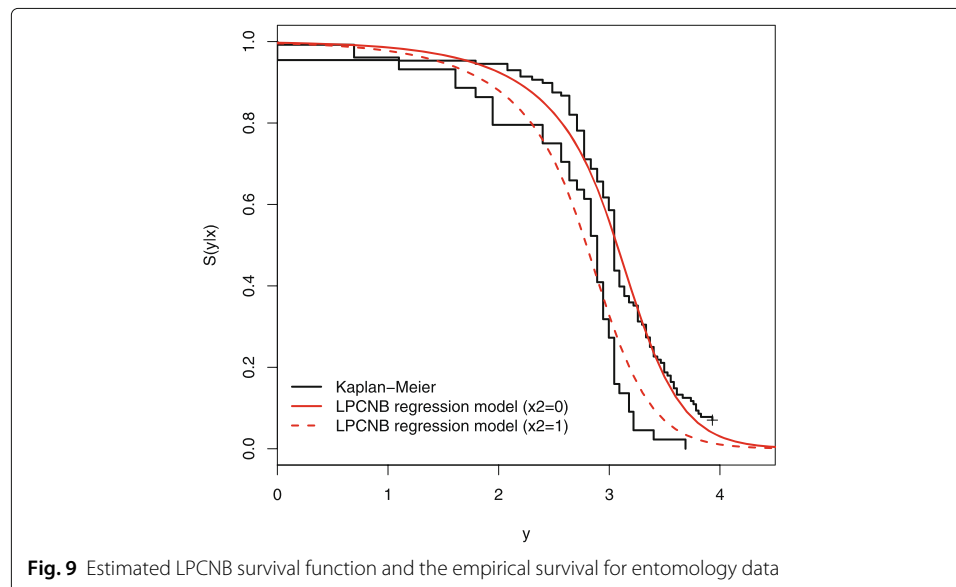 1.0
0.8
0.6
0.4
0.2
0.0
S(y|x)
Kaplan−Meier
LPCNB regression model (x2=0)
LPCNB regression model (x2=1)
0 1 2 3 4
y
Fig. 9 Estimated LPCNB survival function and the empirical survival for entomology data